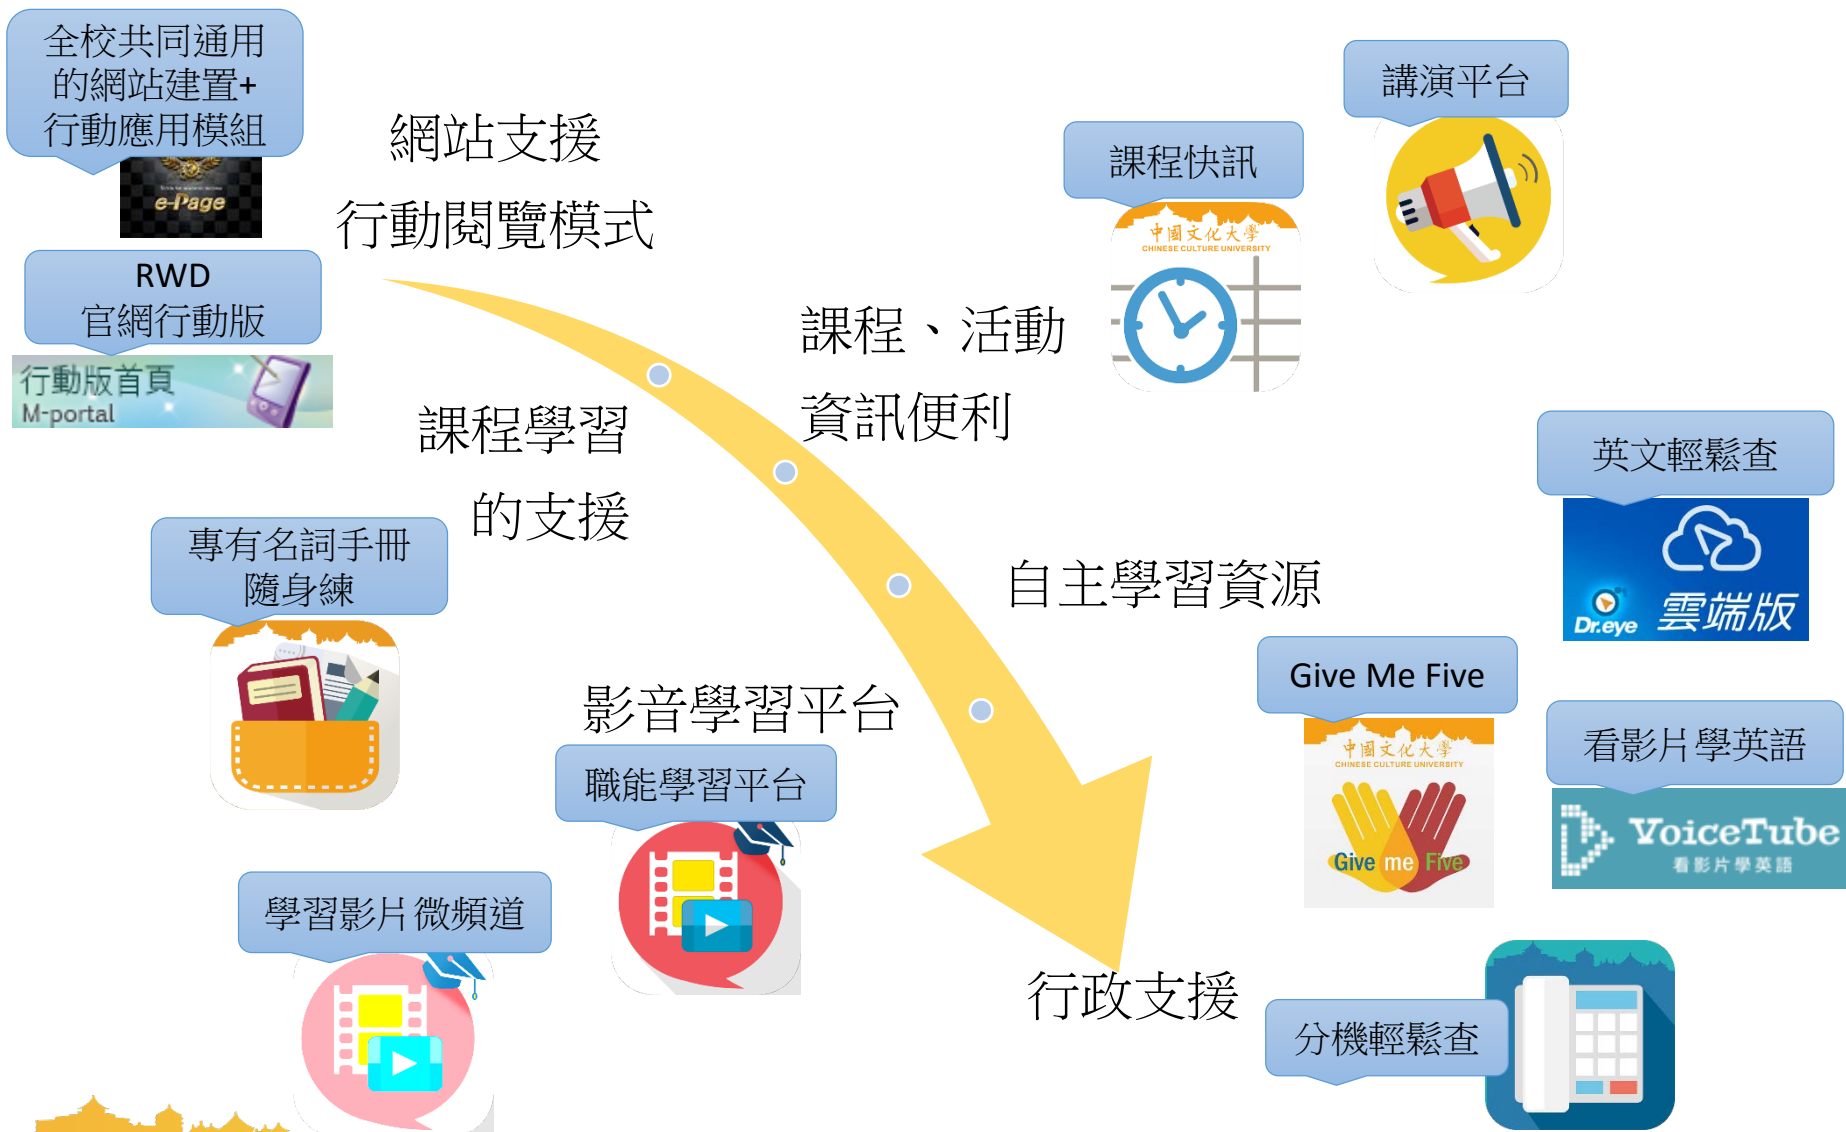 全校共同通用
的網站建置+
行動應用模組
e-Page
網站支援
行動閱覽模式
RWD
官網行動版
行動版首頁
M-portal
講演平台
課程快訊
中國文化大學
CHINESE CULTURE UNIVERSITY
課程、活動
資訊便利
課程學習
的支援
專有名詞手冊
隨身練
英文輕鬆查
Dr.eye 雲端版
自主學習資源
Give Me Five
中國文化大學
CHINESE CULTURE UNIVERSITY
Give me Five
看影片學英語
VoiceTube
看影片學英語
影音學習平台
職能學習平台
學習影片微頻道
行政支援
分機輕鬆查